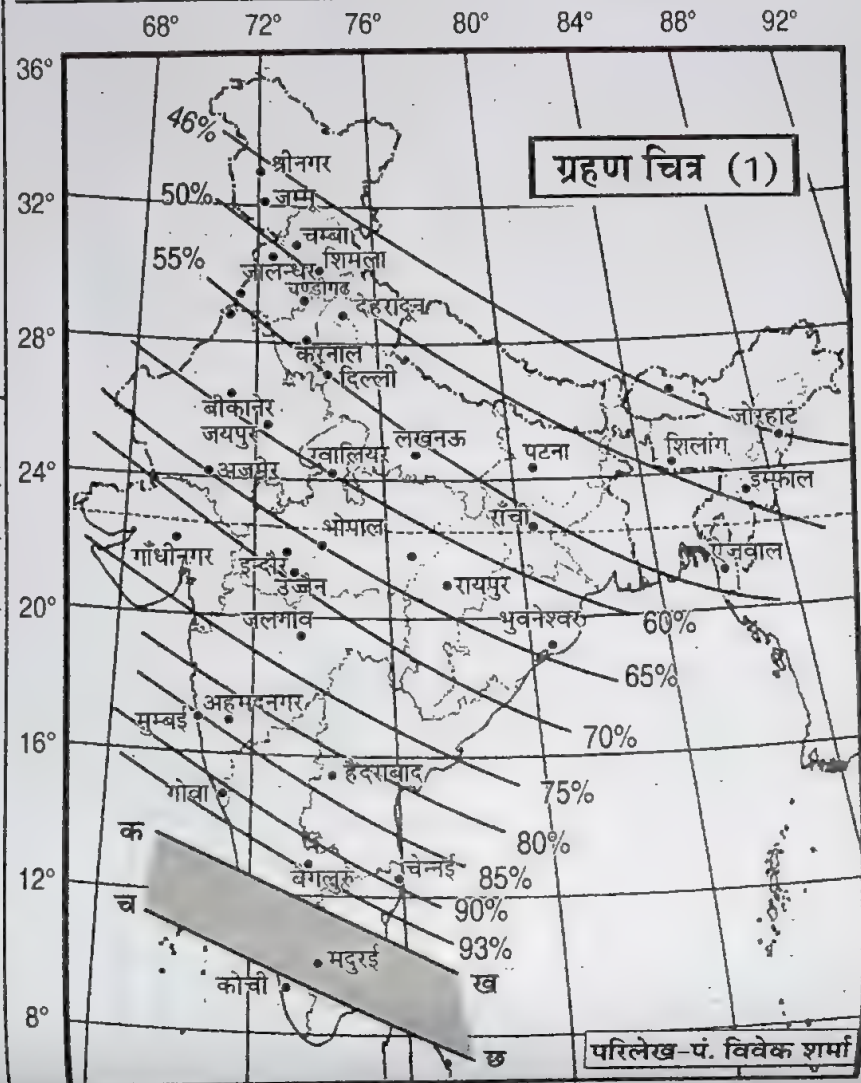 68° 72° 76° 80° 84° 88° 92°
36°
46%
श्रीनगर
ग्रहण चित्र (1)
50%
जम्मू
32°
चम्बा
55%
जालन्धर शिमला
चण्डीगढ़
देहरादून
28°
करनाल
दिल्ली
बीकानेर
जोरहाट
जयपुर
लखनऊ
ग्वालियर
पटना
शिलांग
24°
अजमेर
इम्फाल
राँची
भोपाल
गाँधीनगर
एजवाल
इन्दौर
उज्जैन
रायपुर
20°
जलगांव
भुवनेश्वर
60%
65%
अहमदनगर
मुम्बई
70%
16°
हैदराबाद
75%
गोवा
80%
क
चेन्नई
12°
बैंगलुरु
85%
च
90%
93%
मदुरई
ख
कोची
8°
छ
परिलेख-पं. विवेक शर्मा